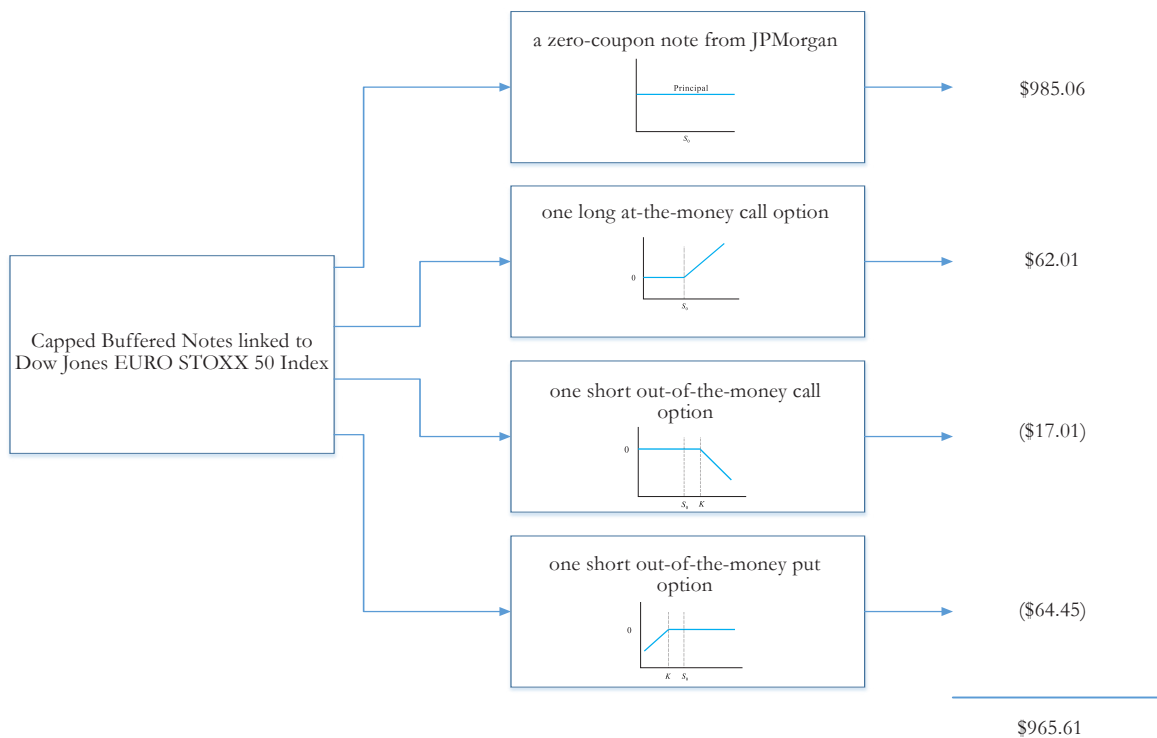 a zero-coupon note from JPMorgan
Principal
S₀
$985.06
one long at-the-money call option
0
S₀
$62.01
Capped Buffered Notes linked to
Dow Jones EURO STOXX 50 Index
one short out-of-the-money call
option
0
S₀ K
($17.01)
one short out-of-the-money put
option
0
K S₀
($64.45)
$965.61